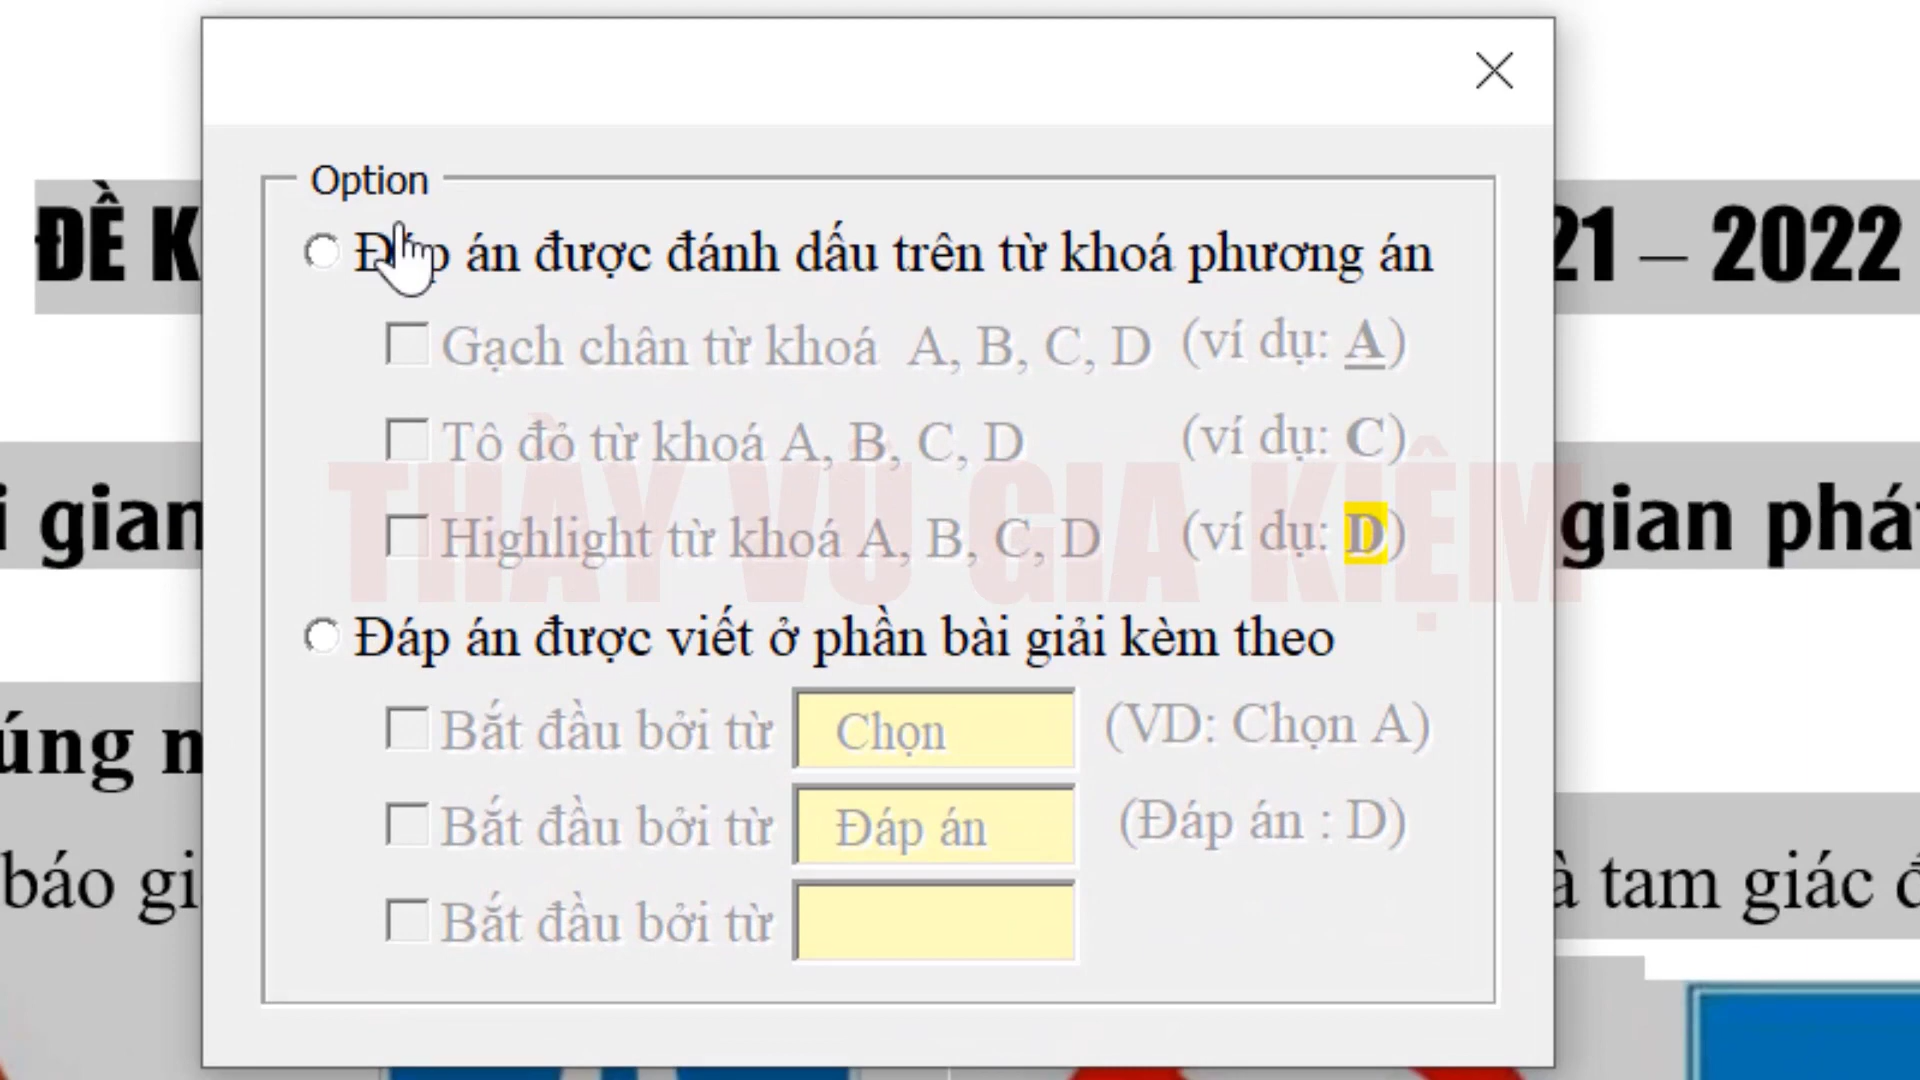 Option
ĐỀ K
21 – 2022
Đáp án được đánh dấu trên từ khoá phương án
Gạch chân từ khoá A, B, C, D (ví dụ: A)
Tô đỏ từ khoá A, B, C, D (ví dụ: C)
THẦY VŨ GIA KIỆM
i gian
Highlight từ khoá A, B, C, D (ví dụ: D)
gian phá
Đáp án được viết ở phần bài giải kèm theo
úng n
Bắt đầu bởi từ Chọn (VD: Chọn A)
Bắt đầu bởi từ Đáp án (Đáp án : D)
báo gi
à tam giác đ
Bắt đầu bởi từ